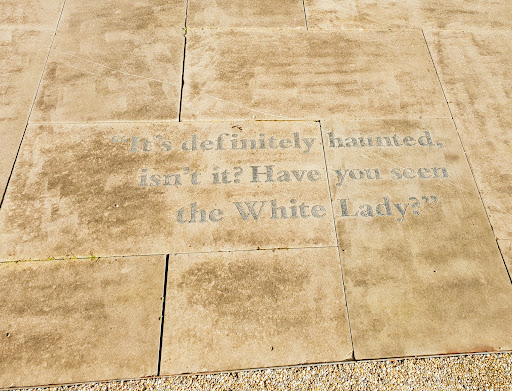 “It’s definitely haunted,
isn’t it? Have you seen
the White Lady?”